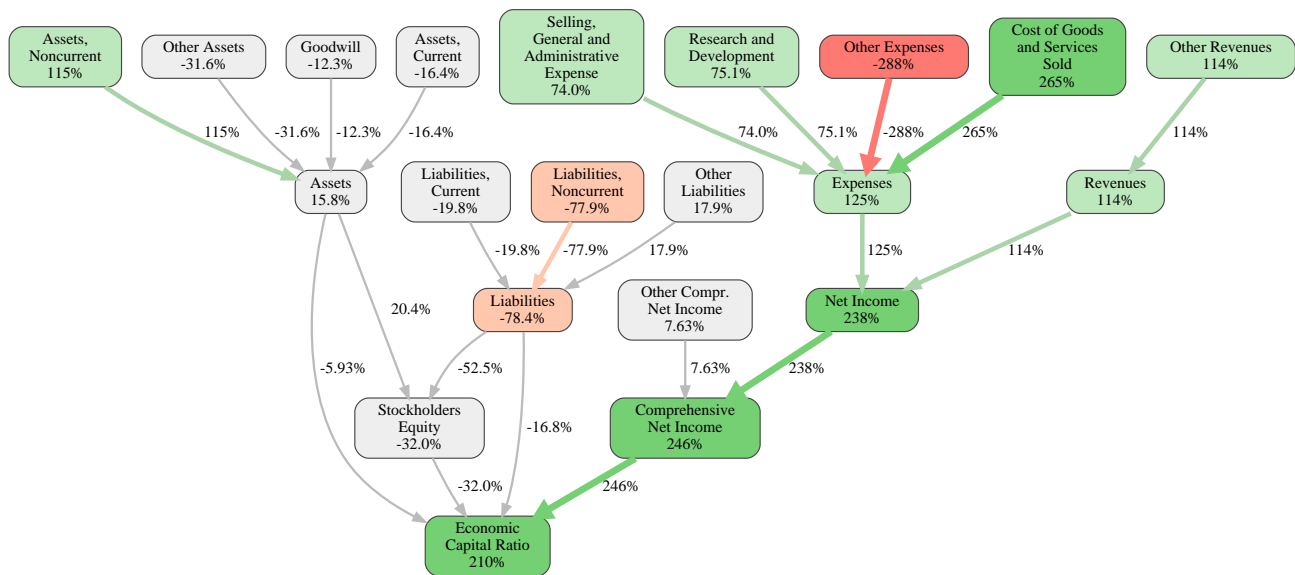 Assets,
Noncurrent
115%
Other Assets
-31.6%
Goodwill
-12.3%
Assets,
Current
-16.4%
Selling,
General and
Administrative
Expense
74.0%
Research and
Development
75.1%
Other Expenses
-288%
Cost of Goods
and Services
Sold
265%
Other Revenues
114%
115%
-31.6%
-12.3%
-16.4%
74.0%
75.1%
-288%
265%
114%
Assets
15.8%
Liabilities,
Current
-19.8%
Liabilities,
Noncurrent
-77.9%
Other
Liabilities
17.9%
Expenses
125%
Revenues
114%
-19.8%
-77.9%
17.9%
125%
114%
Liabilities
-78.4%
Other Compr.
Net Income
7.63%
Net Income
238%
20.4%
-5.93%
-52.5%
7.63%
238%
Stockholders
Equity
-32.0%
-16.8%
Comprehensive
Net Income
246%
-32.0%
246%
Economic
Capital Ratio
210%